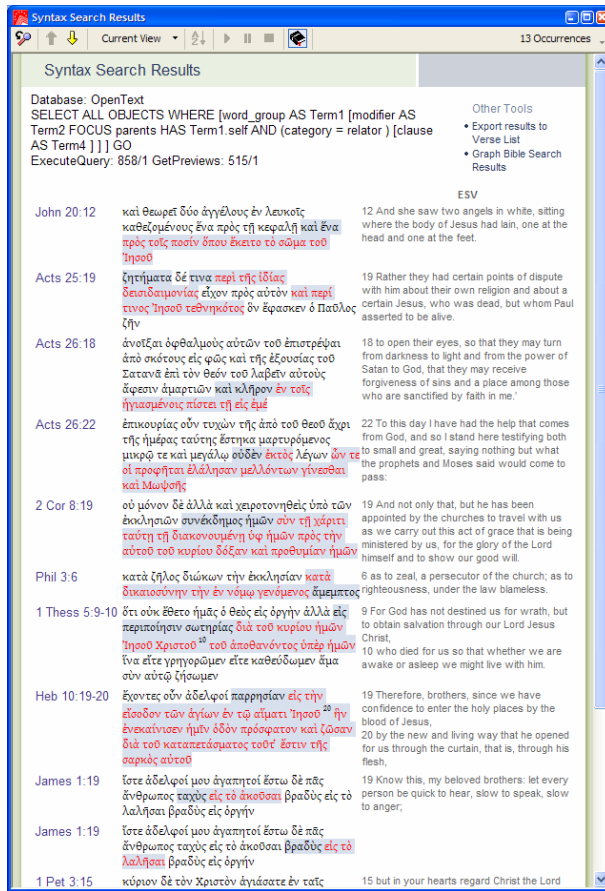 Syntax Search Results
Current View
13 Occurrences
Syntax Search Results
Database: OpenText
SELECT ALL OBJECTS WHERE [word_group AS Term1 [modifier AS
Term2 FOCUS parents HAS Term1.self AND (category = relator ) [clause
AS Term4 ] ] ] GO
ExecuteQuery: 858/1 GetPreviews: 515/1
Other Tools
Export results to
Verse List
Graph Bible Search
Results
ESV
John 20:12
καὶ θεωρεῖ δύο ἀγγέλους ἐν λευκοῖς
καθεζομένους ἕνα πρὸς τῇ κεφαλῇ καὶ ἕνα
πρὸς τοῖς ποσίν ὅπου ἔκειτο τὸ σῶμα τοῦ
Ἰησοῦ
12 And she saw two angels in white, sitting
where the body of Jesus had lain, one at the
head and one at the feet.
Acts 25:19
ζητήματα δέ τινα περὶ τῆς ἰδίας
δεισιδαιμονίας εἶχον πρὸς αὐτὸν καὶ περί
τινος Ἰησοῦ τεθνηκότος ὃν ἔφασκεν ὁ Παῦλος
ζῆν
19 Rather they had certain points of dispute
with him about their own religion and about a
certain Jesus, who was dead, but whom Paul
asserted to be alive.
Acts 26:18
ἀνοῖξαι ὀφθαλμοὺς αὐτῶν τοῦ ἐπιστρέψαι
ἀπὸ σκότους εἰς φῶς καὶ τῆς ἐξουσίας τοῦ
Σατανᾶ ἐπὶ τὸν θεόν τοῦ λαβεῖν αὐτοὺς
ἄφεσιν ἁμαρτιῶν καὶ κλῆρον ἐν τοῖς
ἡγιασμένοις πίστει τῇ εἰς ἐμέ
18 to open their eyes, so that they may turn
from darkness to light and from the power of
Satan to God, that they may receive
forgiveness of sins and a place among those
who are sanctified by faith in me.'
Acts 26:22
ἐπικουρίας οὖν τυχὼν τῆς ἀπὸ τοῦ θεοῦ ἄχρι
τῆς ἡμέρας ταύτης ἕστηκα μαρτυρόμενος
μικρῷ τε καὶ μεγάλῳ οὐδὲν ἐκτὸς λέγων ὧν τε
οἱ προφῆται ἐλάλησαν μελλόντων γίνεσθαι
καὶ Μωϋσῆς
22 To this day I have had the help that comes
from God, and so I stand here testifying both
to small and great, saying nothing but what
the prophets and Moses said would come to
pass:
2 Cor 8:19
οὐ μόνον δὲ ἀλλὰ καὶ χειροτονηθεὶς ὑπὸ τῶν
ἐκκλησιῶν συνέκδημος ἡμῶν σὺν τῇ χάριτι
ταύτῃ τῇ διακονουμένῃ ὑφ ἡμῶν πρὸς τὴν
αὐτοῦ τοῦ κυρίου δόξαν καὶ προθυμίαν ἡμῶν
19 And not only that, but he has been
appointed by the churches to travel with us
as we carry out this act of grace that is being
ministered by us, for the glory of the Lord
himself and to show our good will.
Phil 3:6
κατὰ ζῆλος διώκων τὴν ἐκκλησίαν κατὰ
δικαιοσύνην τὴν ἐν νόμῳ γενόμενος ἄμεμπτος
6 as to zeal, a persecutor of the church; as to
righteousness, under the law blameless.
1 Thess 5:9-10
ὅτι οὐκ ἔθετο ἡμᾶς ὁ θεὸς εἰς ὀργὴν ἀλλὰ εἰς
περιποίησιν σωτηρίας διὰ τοῦ κυρίου ἡμῶν
Ἰησοῦ Χριστοῦ 10 τοῦ ἀποθανόντος ὑπὲρ ἡμῶν
ἵνα εἴτε γρηγορῶμεν εἴτε καθεύδωμεν ἅμα
σὺν αὐτῷ ζήσωμεν
9 For God has not destined us for wrath, but
to obtain salvation through our Lord Jesus
Christ,
10 who died for us so that whether we are
awake or asleep we might live with him.
Heb 10:19-20
ἔχοντες οὖν ἀδελφοί παρρησίαν εἰς τὴν
εἴσοδον τῶν ἁγίων ἐν τῷ αἵματι Ἰησοῦ 20 ἣν
ἐνεκαίνισεν ἡμῖν ὁδὸν πρόσφατον καὶ ζῶσαν
διὰ τοῦ καταπετάσματος τοῦτ' ἔστιν τῆς
σαρκὸς αὐτοῦ
19 Therefore, brothers, since we have
confidence to enter the holy places by the
blood of Jesus,
20 by the new and living way that he opened
for us through the curtain, that is, through his
flesh,
James 1:19
ἴστε ἀδελφοί μου ἀγαπητοί ἔστω δὲ πᾶς
ἄνθρωπος ταχὺς εἰς τὸ ἀκοῦσαι βραδὺς εἰς τὸ
λαλῆσαι βραδὺς εἰς ὀργήν
19 Know this, my beloved brothers: let every
person be quick to hear, slow to speak, slow
to anger;
James 1:19
ἴστε ἀδελφοί μου ἀγαπητοί ἔστω δὲ πᾶς
ἄνθρωπος ταχὺς εἰς τὸ ἀκοῦσαι βραδὺς εἰς τὸ
λαλῆσαι βραδὺς εἰς ὀργήν
1 Pet 3:15
κύριον δὲ τὸν Χριστὸν ἁγιάσατε ἐν ταῖς
15 but in your hearts regard Christ the Lord